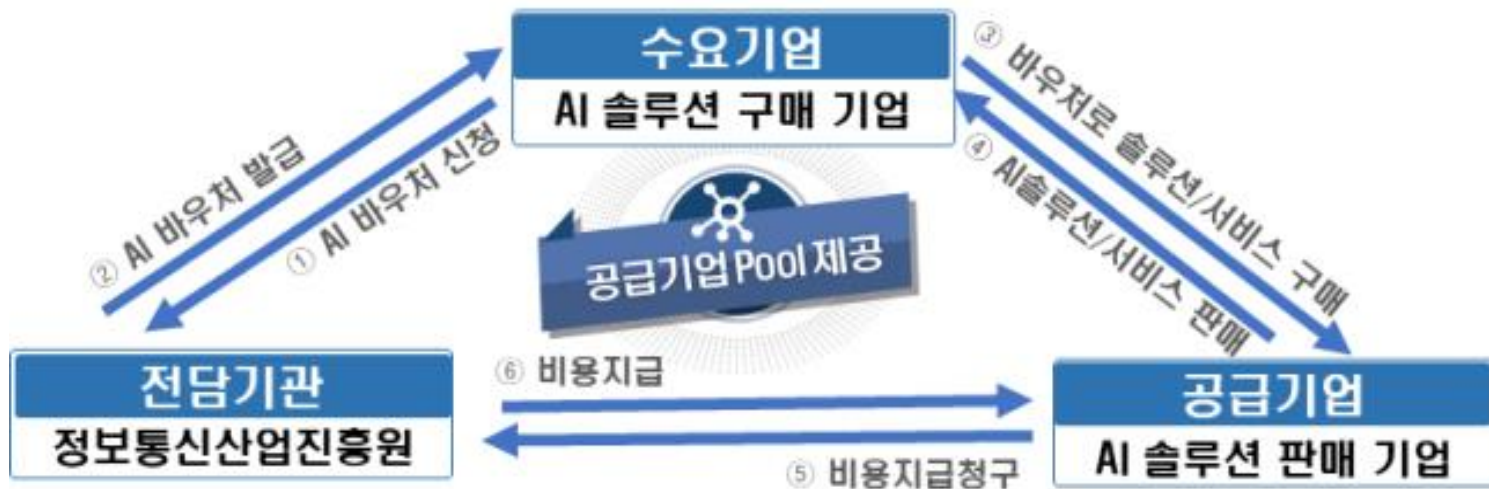 수요기업
AI 솔루션 구매 기업
② AI 바우처 발급
① AI 바우처 신청
③ 바우처로 솔루션/서비스 구매
④ AI솔루션/서비스 판매
공급기업 Pool 제공
전담기관
정보통신산업진흥원
⑥ 비용지급
⑤ 비용지급청구
공급기업
AI 솔루션 판매 기업